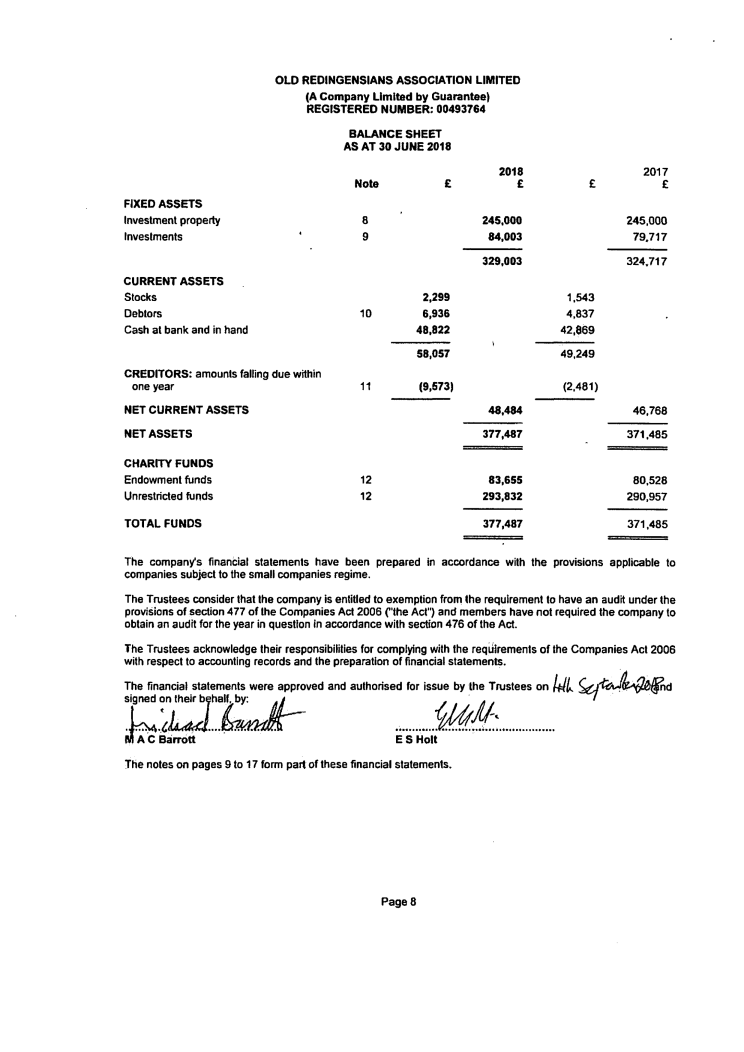 OLD REDINGENSIANS ASSOCIATION LIMITED
(A Company Limited by Guarantee)
REGISTERED NUMBER: 00493764
BALANCE SHEET
AS AT 30 JUNE 2018
2018 2017
Note £ £ £ £
FIXED ASSETS
Investment property 8 245,000 245,000
Investments 9 84,003 79,717
329,003 324,717
CURRENT ASSETS
Stocks 2,299 1,543
Debtors 10 6,936 4,837
Cash at bank and in hand 48,822 42,869
58,057 49,249
CREDITORS: amounts falling due within
one year 11 (9,573) (2,481)
NET CURRENT ASSETS 48,484 46,768
NET ASSETS 377,487 371,485
CHARITY FUNDS
Endowment funds 12 83,655 80,528
Unrestricted funds 12 293,832 290,957
TOTAL FUNDS 377,487 371,485
The company's financial statements have been prepared in accordance with the provisions applicable to
companies subject to the small companies regime.
The Trustees consider that the company is entitled to exemption from the requirement to have an audit under the
provisions of section 477 of the Companies Act 2006 ("the Act") and members have not required the company to
obtain an audit for the year in question in accordance with section 476 of the Act.
The Trustees acknowledge their responsibilities for complying with the requirements of the Companies Act 2006
with respect to accounting records and the preparation of financial statements.
The financial statements were approved and authorised for issue by the Trustees on September and
signed on their behalf, by:
Michael Barrott
M A C Barrott E S Holt
The notes on pages 9 to 17 form part of these financial statements.
Page 8